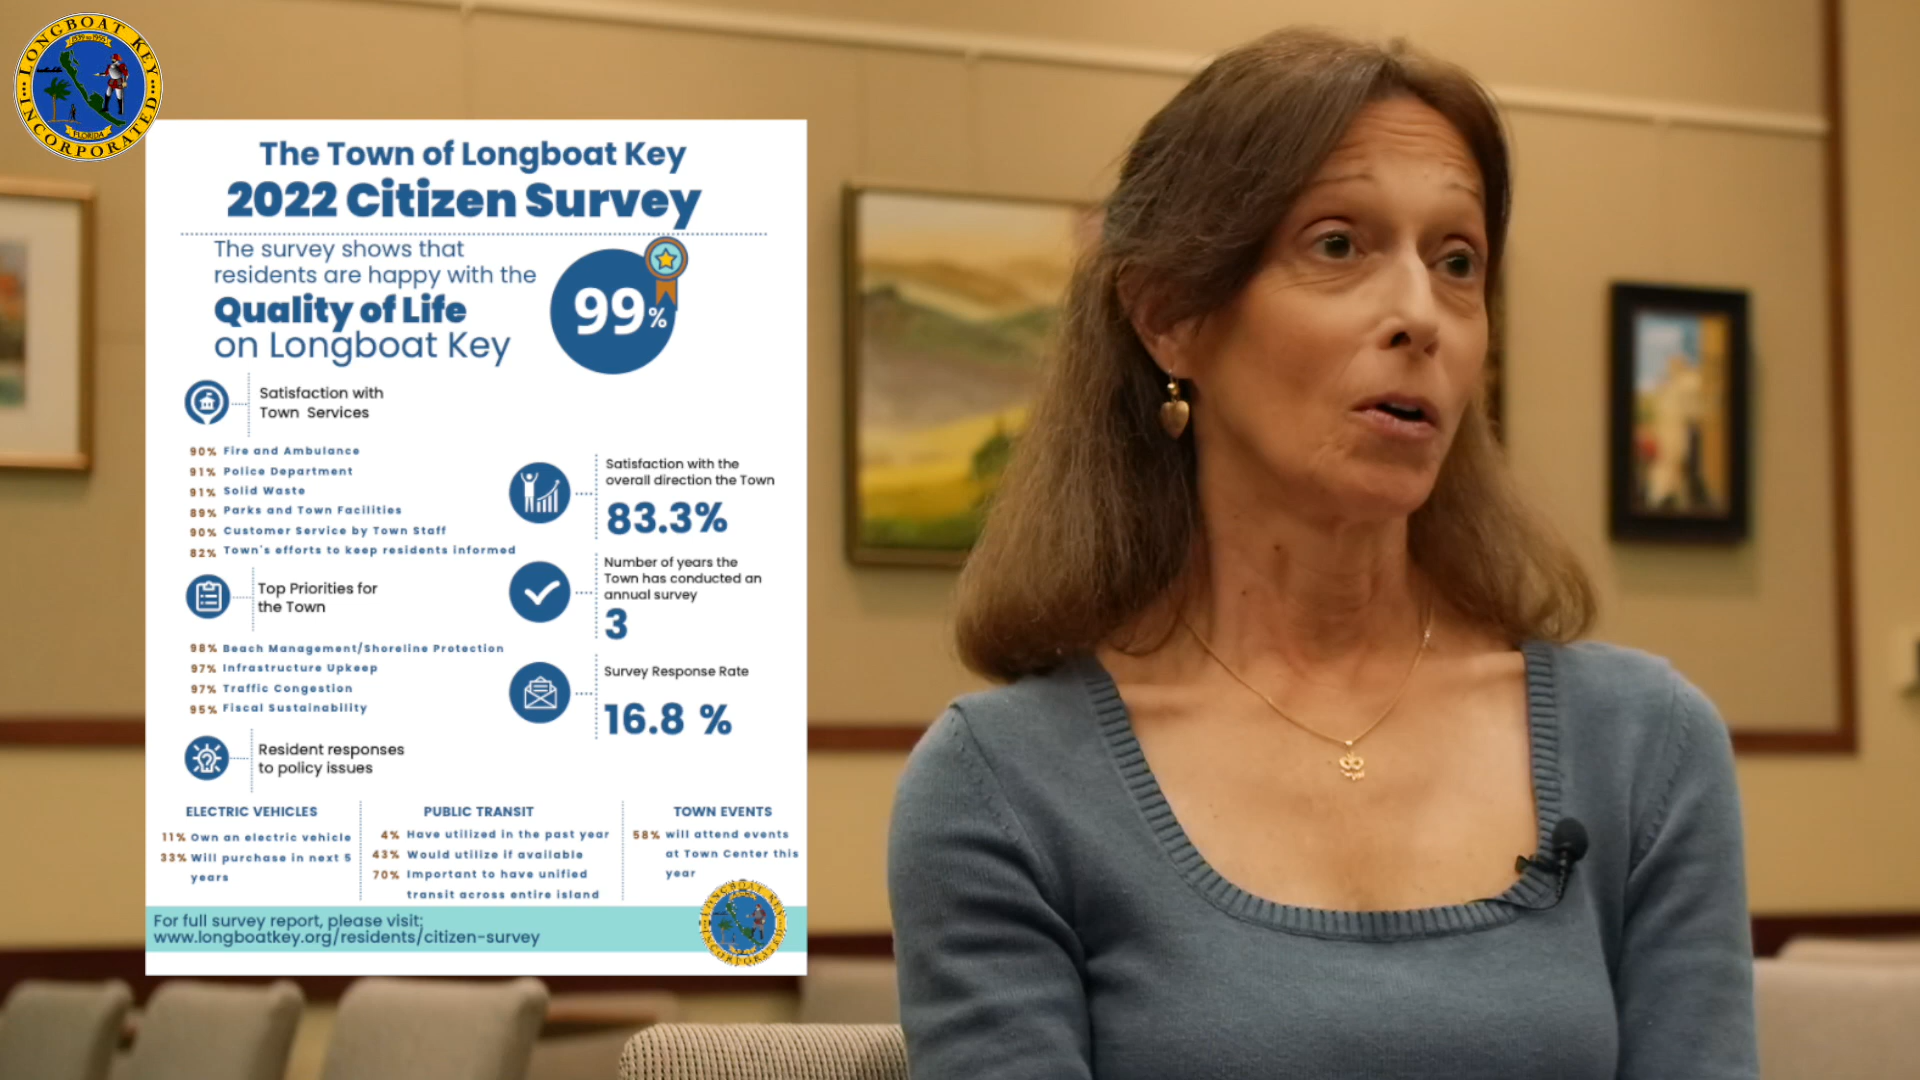 LONGBOAT KEY
INCORPORATED
FLORIDA
The Town of Longboat Key
2022 Citizen Survey
The survey shows that
residents are happy with the
Quality of Life
on Longboat Key
99%
Satisfaction with
Town Services
90% Fire and Ambulance
91% Police Department
91% Solid Waste
89% Parks and Town Facilities
90% Customer Service by Town Staff
82% Town's efforts to keep residents informed
Top Priorities for
the Town
98% Beach Management/Shoreline Protection
97% Infrastructure Upkeep
97% Traffic Congestion
95% Fiscal Sustainability
Satisfaction with the
overall direction the Town
83.3%
Number of years the
Town has conducted an
annual survey
3
Survey Response Rate
16.8 %
Resident responses
to policy issues
ELECTRIC VEHICLES
11% Own an electric vehicle
33% Will purchase in next 5
years
PUBLIC TRANSIT
4% Have utilized in the past year
43% Would utilize if available
70% Important to have unified
transit across entire island
TOWN EVENTS
58% will attend events
at Town Center this
year
For full survey report, please visit;
www.longboatkey.org/residents/citizen-survey
LONGBOAT KEY
INCORPORATED